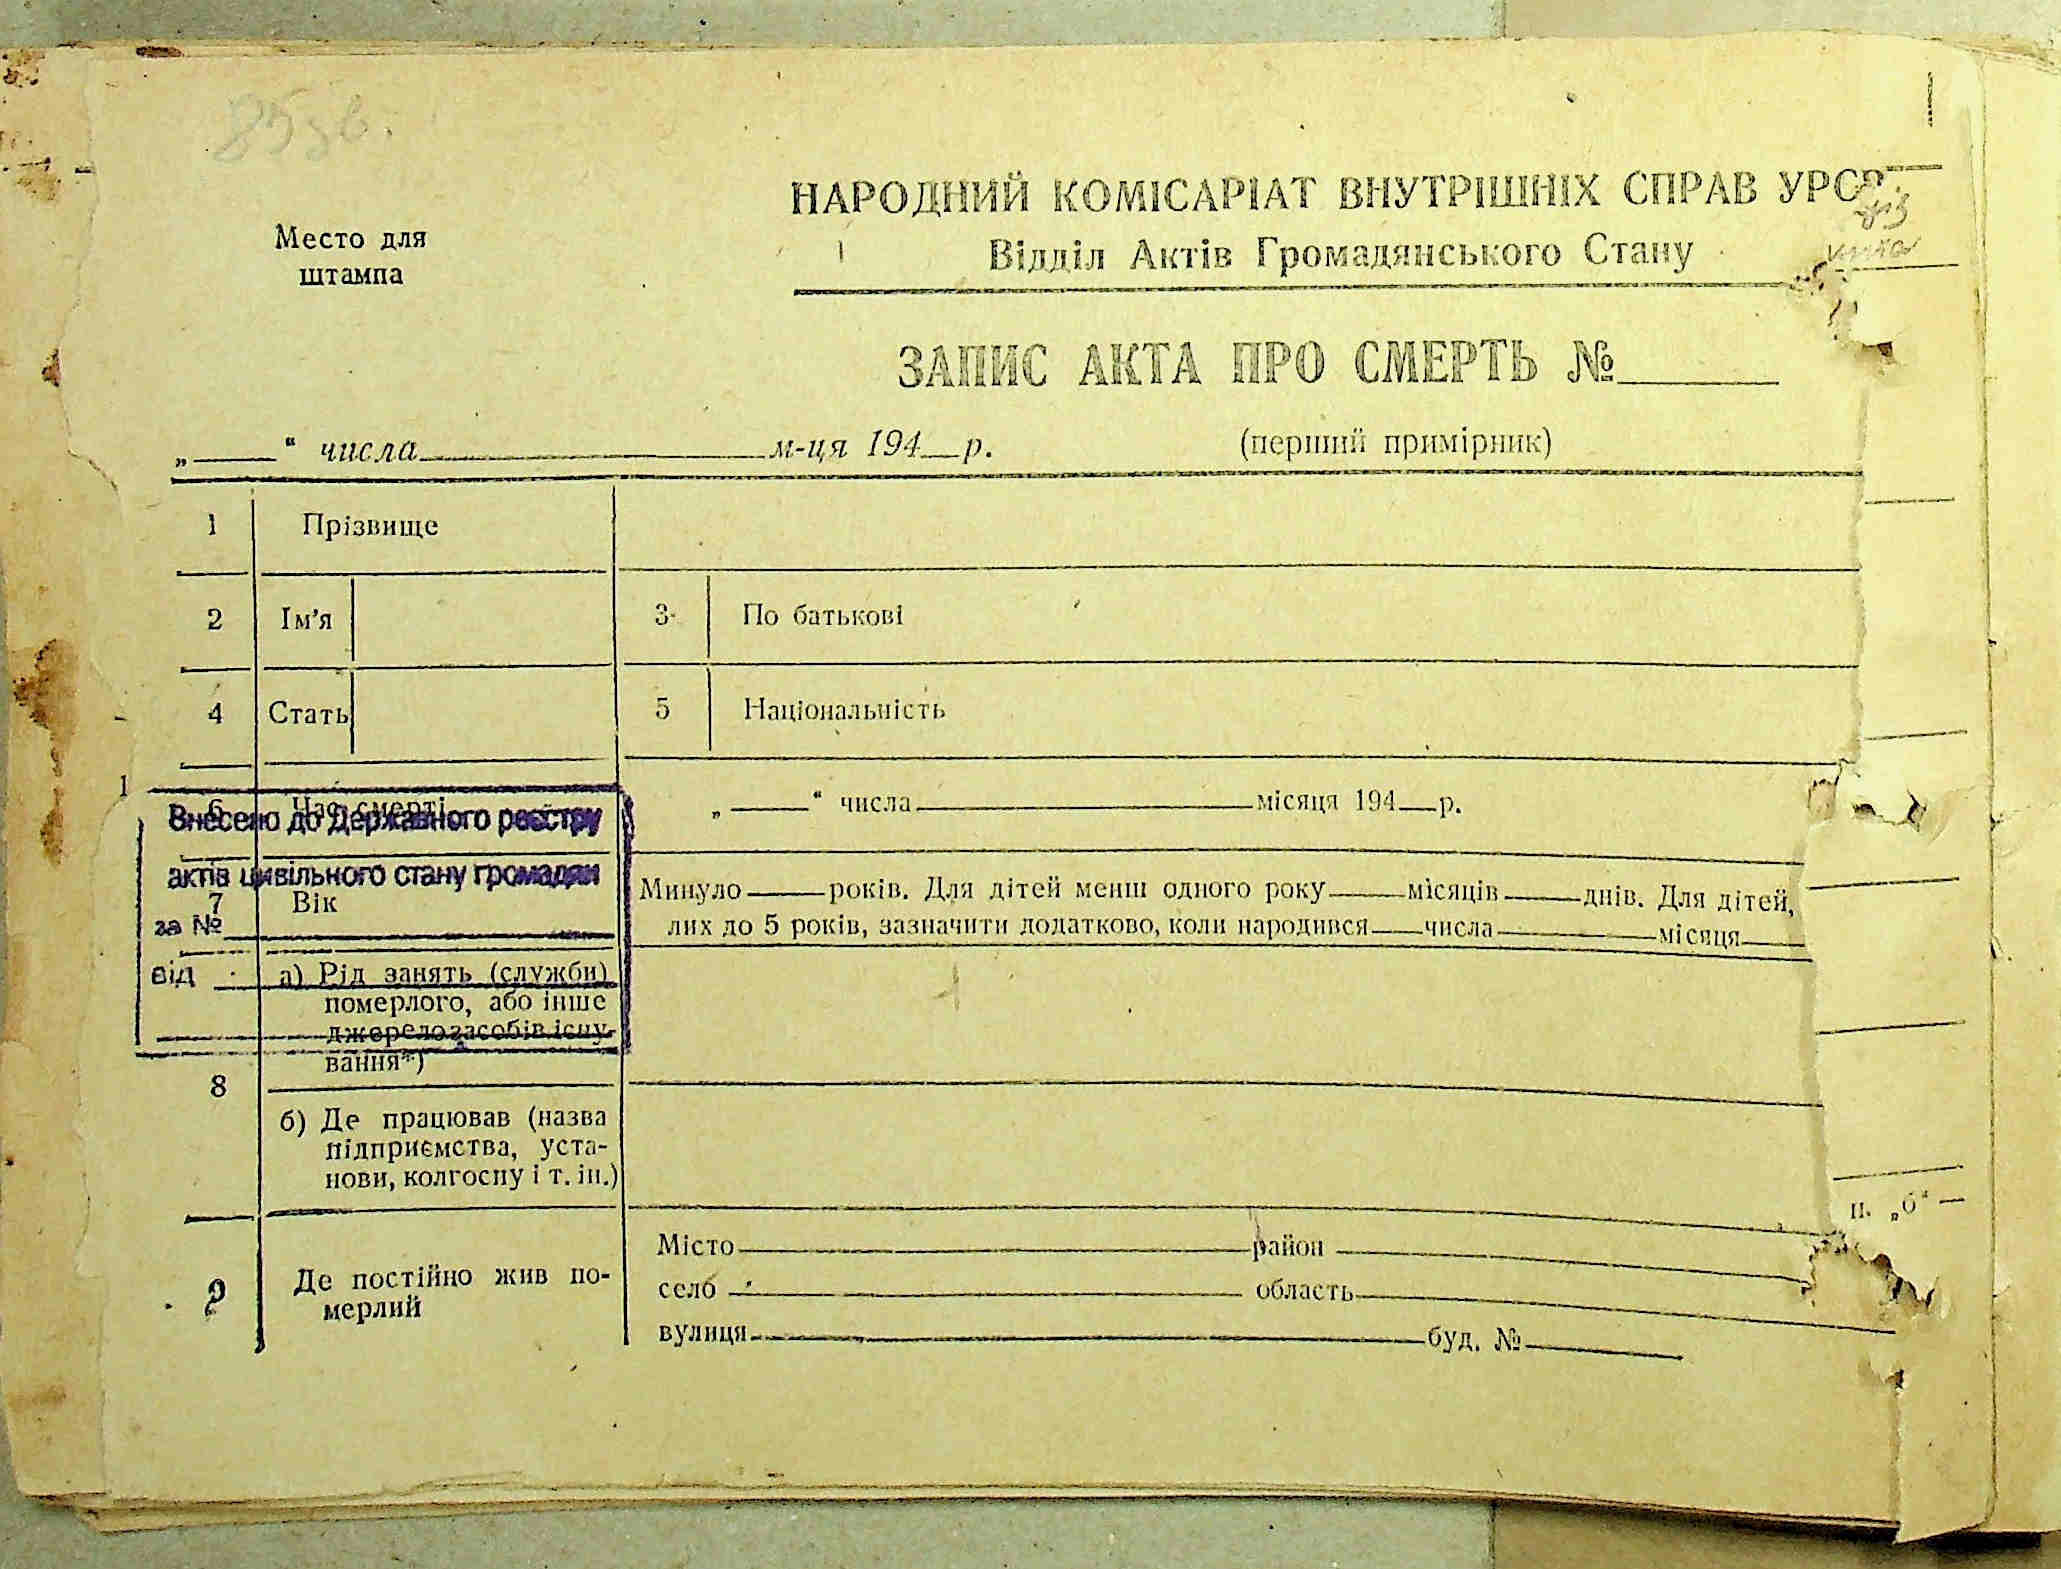 85 зв.
НАРОДНИЙ КОМІСАРІАТ ВНУТРІШНІХ СПРАВ УРСР
Відділ Актів Громадянського Стану
Место для
штампа
ЗАПИС АКТА ПРО СМЕРТЬ №
„ “ числа м-ця 194 р.
(перший примірник)
1 Прізвище
2 Ім’я 3 По батькові
4 Стать 5 Національність
6 Час смерті „ “ числа місяця 194 р.
Внесено до Державного реєстру
актів цивільного стану громадян
за №
від
7 Вік Минуло років. Для дітей менш одного року місяців днів. Для дітей,
лих до 5 років, зазначити додатково, коли народився числа місяця
8
а) Рід занять (служби)
померлого, або інше
джерело засобів існу-
вання*)
б) Де працював (назва
підприємства, уста-
нови, колгоспу і т. ін.)
п. „б“
9 Де постійно жив по-
мерлий
Місто район
село область
вулиця буд. №